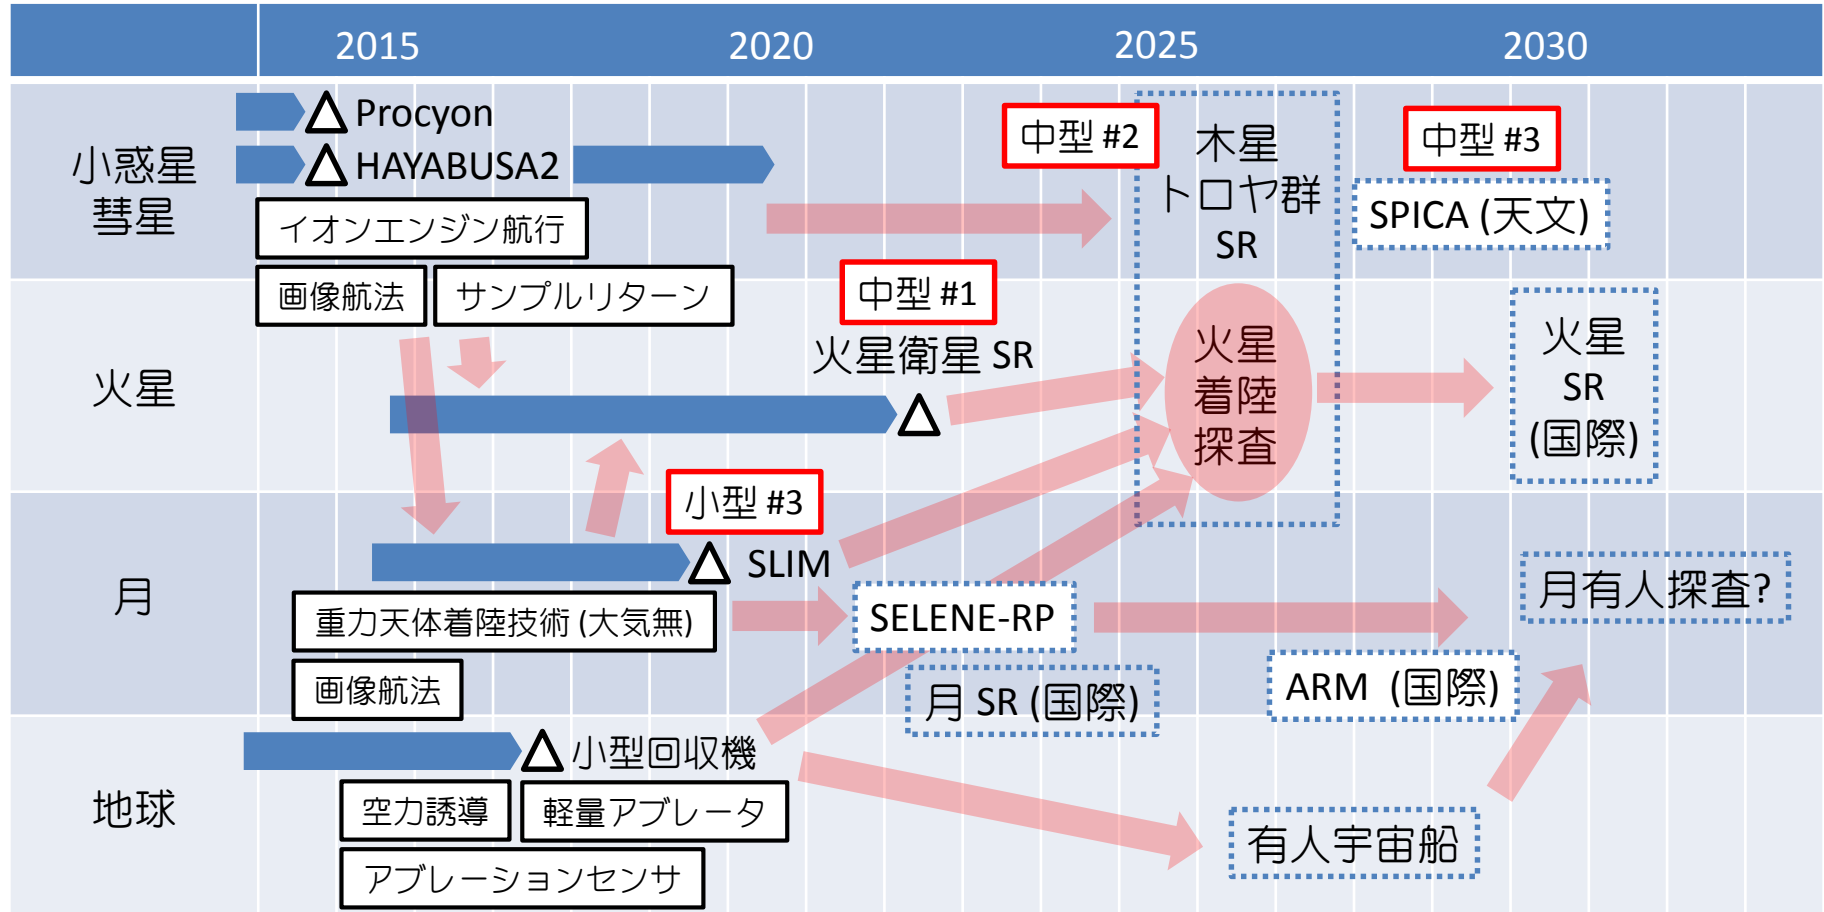 2015 2020 2025 2030
小惑星
彗星
Procyon
HAYABUSA2
イオンエンジン航行
画像航法
サンプルリターン
中型 #2
木星
トロヤ群
SR
中型 #3
SPICA (天文)
火星
中型 #1
火星衛星 SR
火星
着陸
探査
火星
SR
(国際)
月
小型 #3
SLIM
重力天体着陸技術 (大気無)
画像航法
SELENE-RP
月 SR (国際)
ARM (国際)
月有人探査?
地球
小型回収機
空力誘導
軽量アブレータ
アブレーションセンサ
有人宇宙船